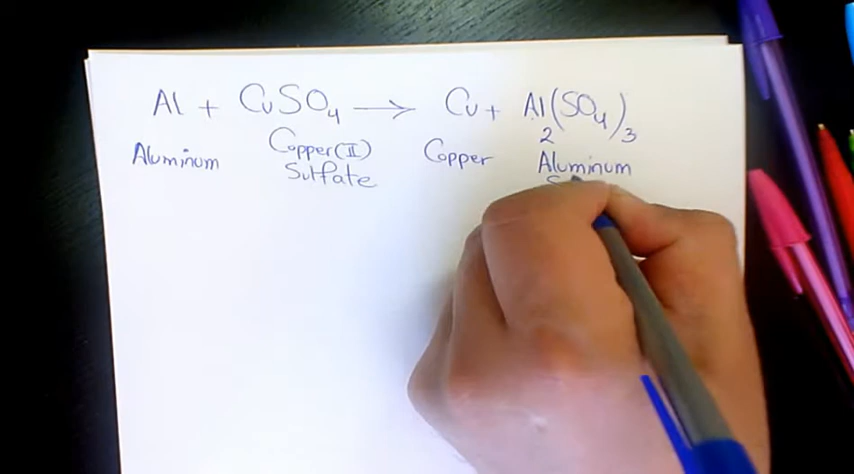 Al + CuSO4 → Cu + Al2(SO4)3
Aluminum Copper(II) Sulfate Copper Aluminum